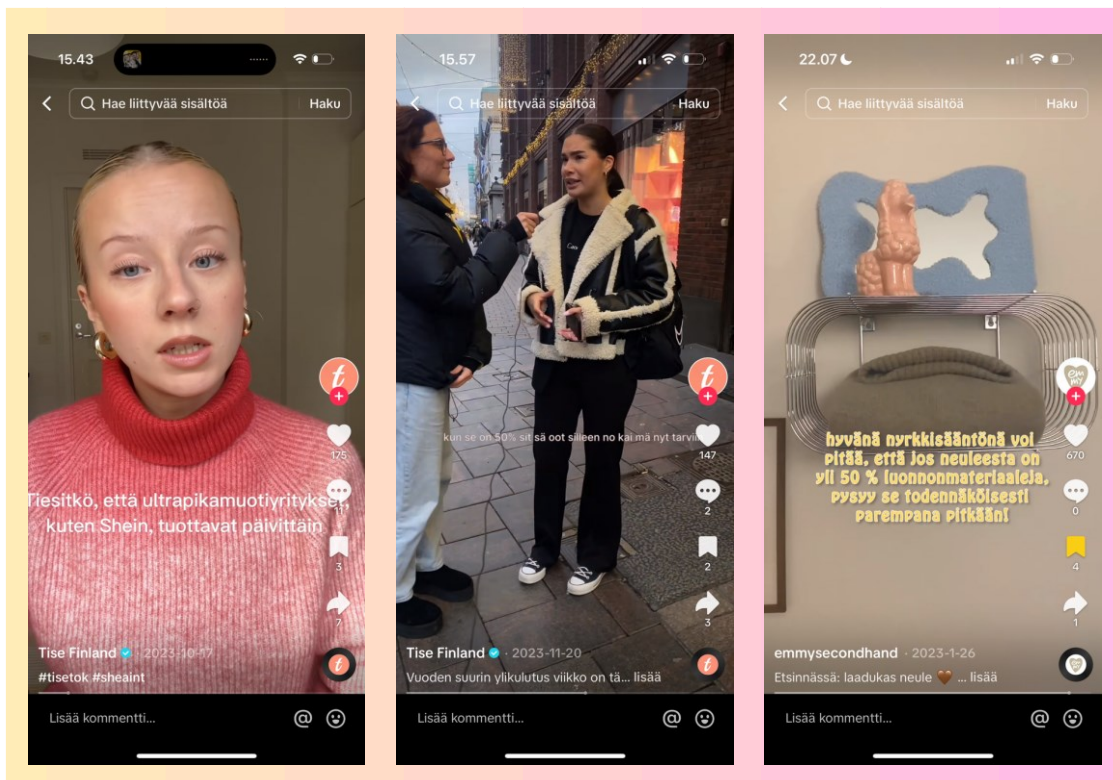 15.43
Hae liittyvää sisältöä
Haku
125
Tiesitkö, että ultrapikamuotiyritykset,
kuten Shein, tuottavat päivittäin
11
3
7
Tise Finland · 2023-10-17
#tisetok #sheaint
t
Lisää kommentti...
@
15.57
Hae liittyvää sisältöä
Haku
kun se on 50% sit sä oot silleen no kai mä nyt tarvii
147
2
2
3
Tise Finland · 2023-11-20
Vuoden suurin ylikulutus viikko on tä... lisää
t
Lisää kommentti...
@
22.07
Hae liittyvää sisältöä
Haku
em
my
hyvänä nyrkkisääntönä voi
pitää, että jos neuleesta on
yli 50 % luonnonmateriaaleja,
pysyy se todennäköisesti
parempana pitkään!
670
0
4
1
emmysecondhand · 2023-1-26
Etsinnässä: laadukas neule 🤎 ... lisää
Lisää kommentti...
@